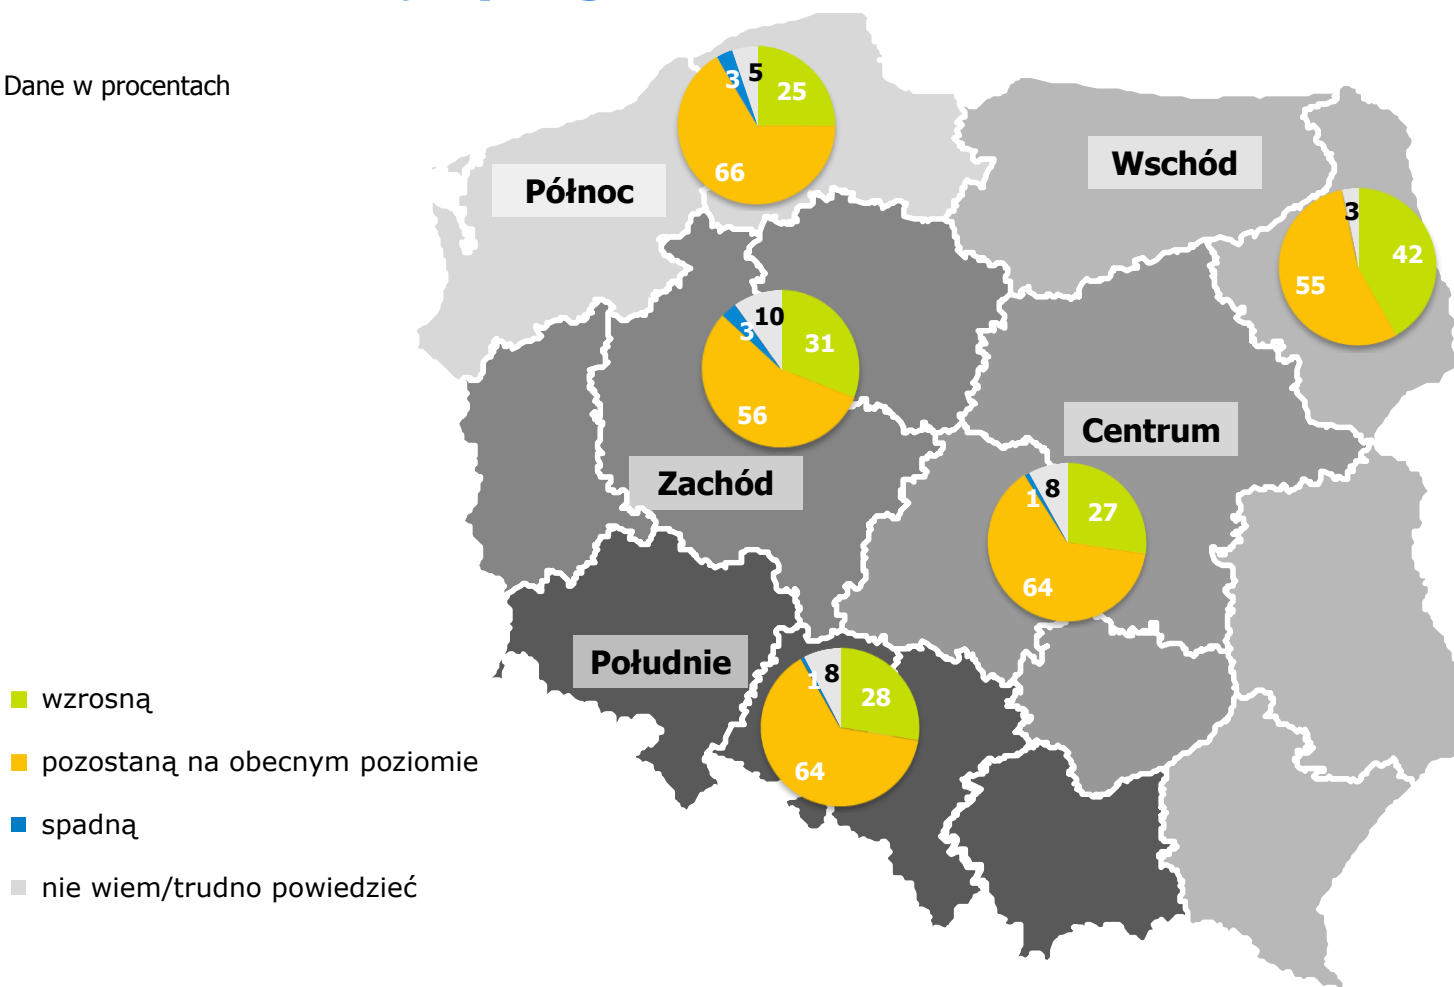 Dane w procentach
5
3
25
66
Północ
Wschód
3
42
55
10
3
31
56
Zachód
Centrum
8
1
27
64
Południe
8
1
28
64
wzrosną
pozostaną na obecnym poziomie
spadną
nie wiem/trudno powiedzieć